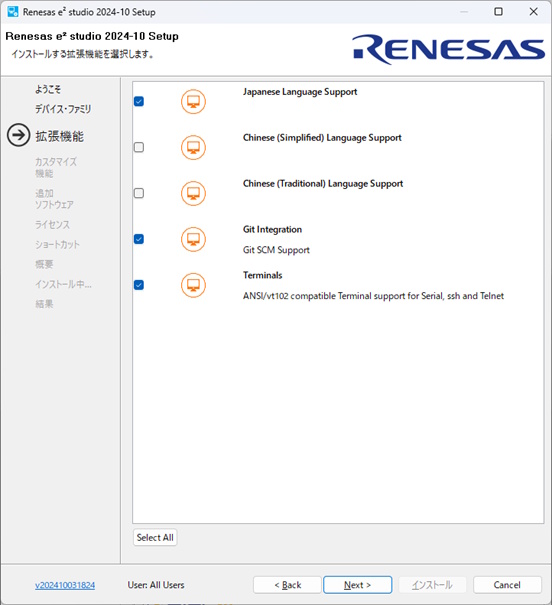 Renesas e² studio 2024-10 Setup
Renesas e² studio 2024-10 Setup
インストールする拡張機能を選択します。
RENESAS
ようこそ
デバイス・ファミリ
拡張機能
カスタマイズ
機能
追加
ソフトウェア
ライセンス
ショートカット
概要
インストール中...
結果
Japanese Language Support
Chinese (Simplified) Language Support
Chinese (Traditional) Language Support
Git Integration
Git SCM Support
Terminals
ANSI/vt102 compatible Terminal support for Serial, ssh and Telnet
Select All
v202410031824
User: All Users
< Back
Next >
インストール
Cancel